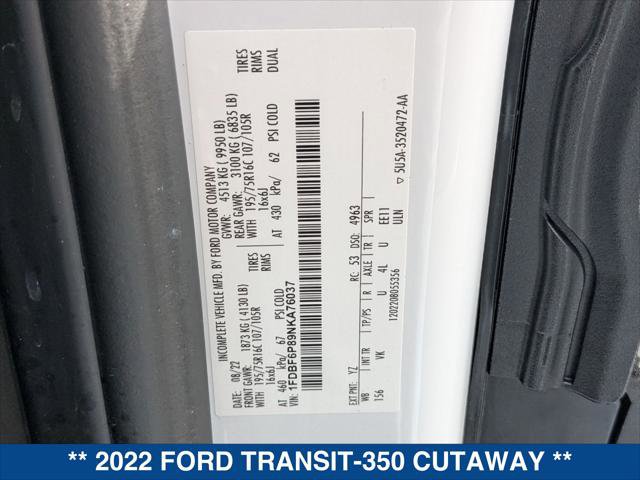 INCOMPLETE VEHICLE MFD. BY FORD MOTOR COMPANY
DATE: 08/22 GVWR: 4513 KG ( 9950 LB)
FRONT GAWR: 1873 KG ( 4130 LB) REAR GAWR: 3100 KG ( 6835 LB)
WITH 195/75R16C 107/105R TIRES WITH 195/75R16C 107/105R TIRES
16x6J RIMS 16x6J RIMS
AT 460 kPa/ 67 PSI COLD AT 430 kPa/ 62 PSI COLD DUAL
VIN: 1FDBF6P89NKA76037
EXT PNT: YZ RC: 53 DSO: 4963
WB INT TR TP/PS R AXLE TR SPR
156 VK U 4L U EE11
1202208055356 ULN
▽ 5U5A-3520472-AA
** 2022 FORD TRANSIT-350 CUTAWAY **